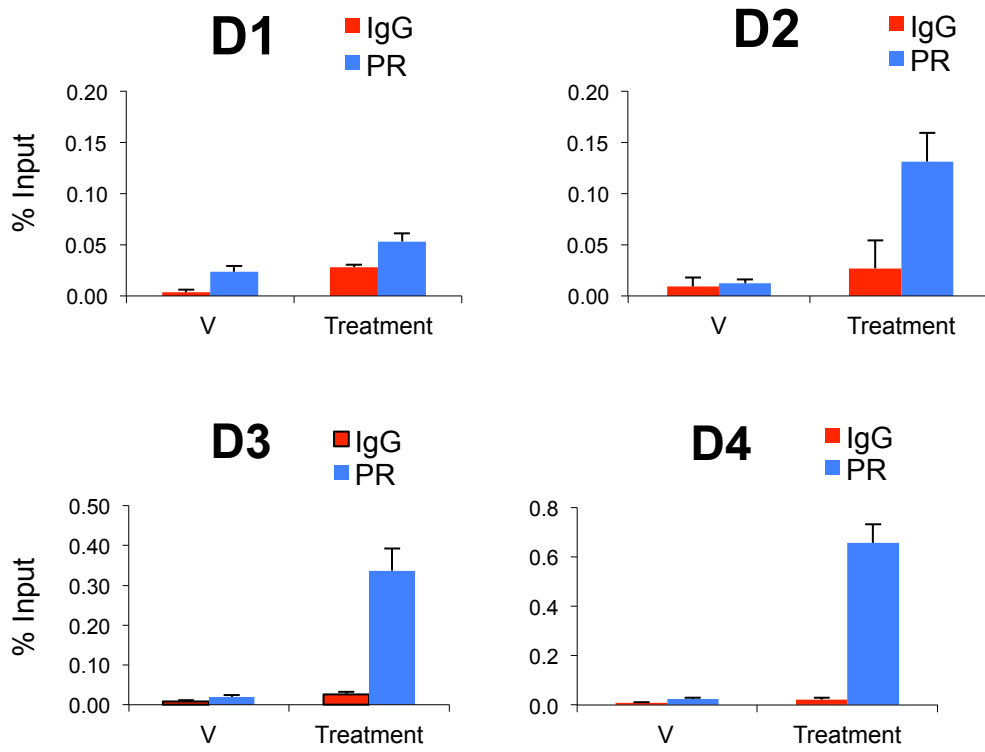 D1
IgG
PR
% Input
0.20
0.15
0.10
0.05
0.00
V Treatment
D2
IgG
PR
0.20
0.15
0.10
0.05
0.00
V Treatment
D3
IgG
PR
% Input
0.50
0.40
0.30
0.20
0.10
0.00
V Treatment
D4
IgG
PR
0.8
0.6
0.4
0.2
0.0
V Treatment